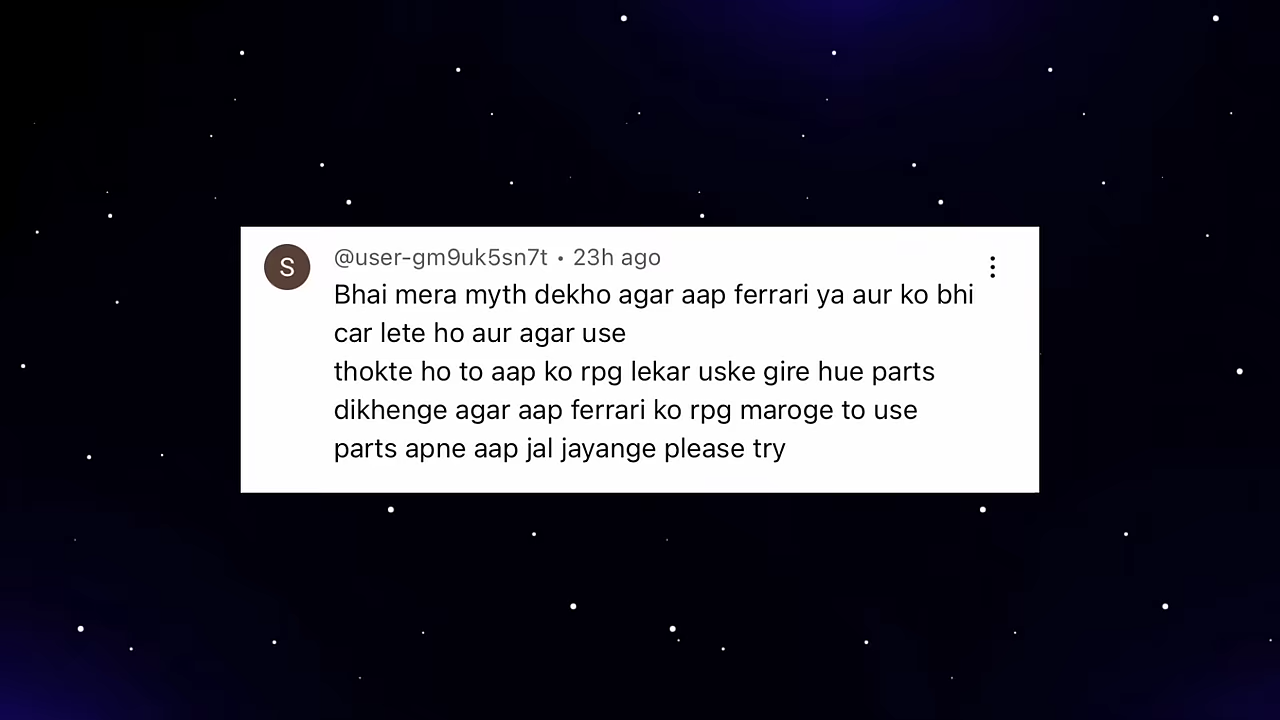 S
@user-gm9uk5sn7t • 23h ago
Bhai mera myth dekho agar aap ferrari ya aur ko bhi
car lete ho aur agar use
thokte ho to aap ko rpg lekar uske gire hue parts
dikhenge agar aap ferrari ko rpg maroge to use
parts apne aap jal jayange please try